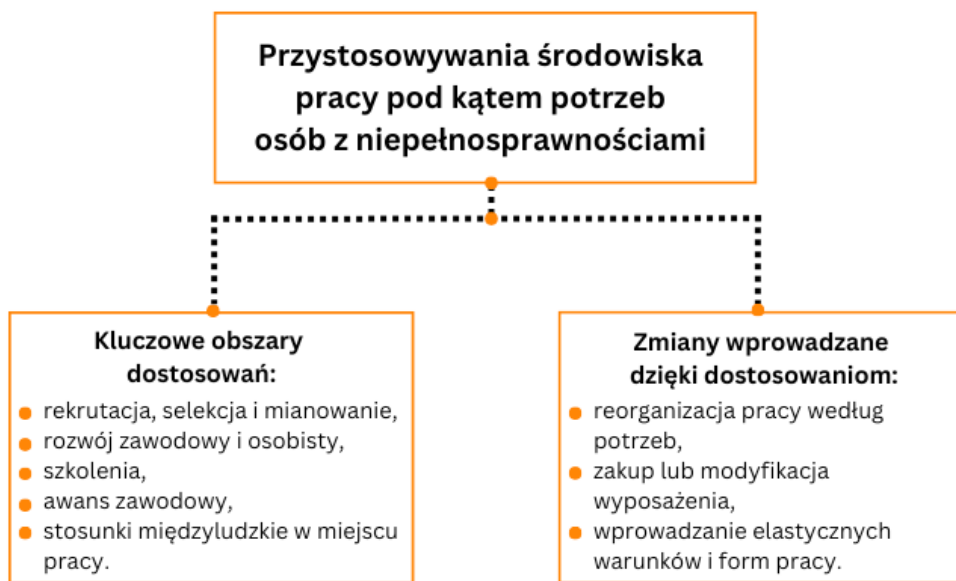 Przystosowywania środowiska
pracy pod kątem potrzeb
osób z niepełnosprawnościami
Kluczowe obszary
dostosowań:
rekrutacja, selekcja i mianowanie,
rozwój zawodowy i osobisty,
szkolenia,
awans zawodowy,
stosunki międzyludzkie w miejscu
pracy.
Zmiany wprowadzane
dzięki dostosowaniom:
reorganizacja pracy według
potrzeb,
zakup lub modyfikacja
wyposażenia,
wprowadzanie elastycznych
warunków i form pracy.